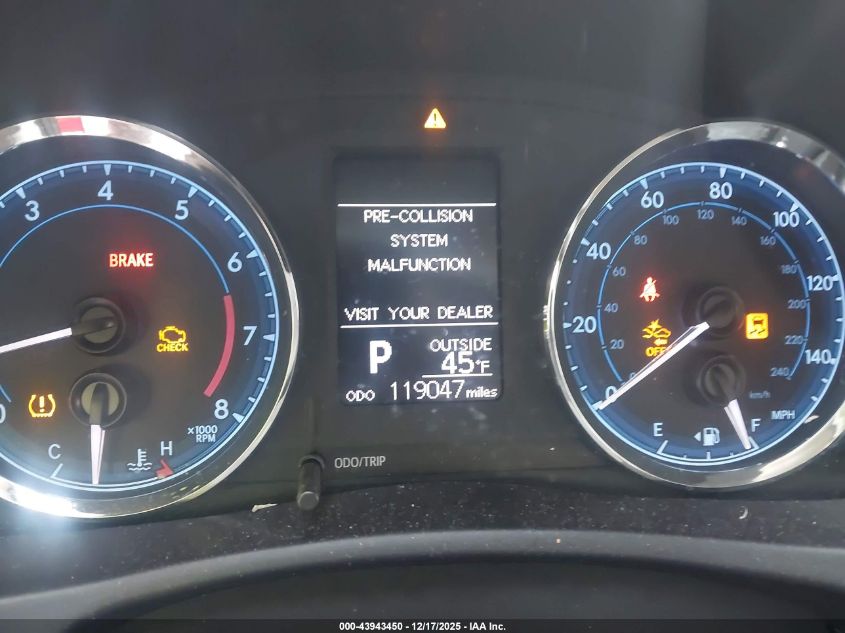 3 4 5 6 7 8
BRAKE
CHECK
0
x1000
RPM
C H
PRE-COLLISION
SYSTEM
MALFUNCTION
VISIT YOUR DEALER
P OUTSIDE
45°F
ODO 119047 miles
ODO/TRIP
0 20 40 60 80 100 120 140
20 40 60 80 100 120 140 160 180 200 220 240
OFF
km/h
MPH
E F
000-43943450 - 12/17/2025 - IAA Inc.